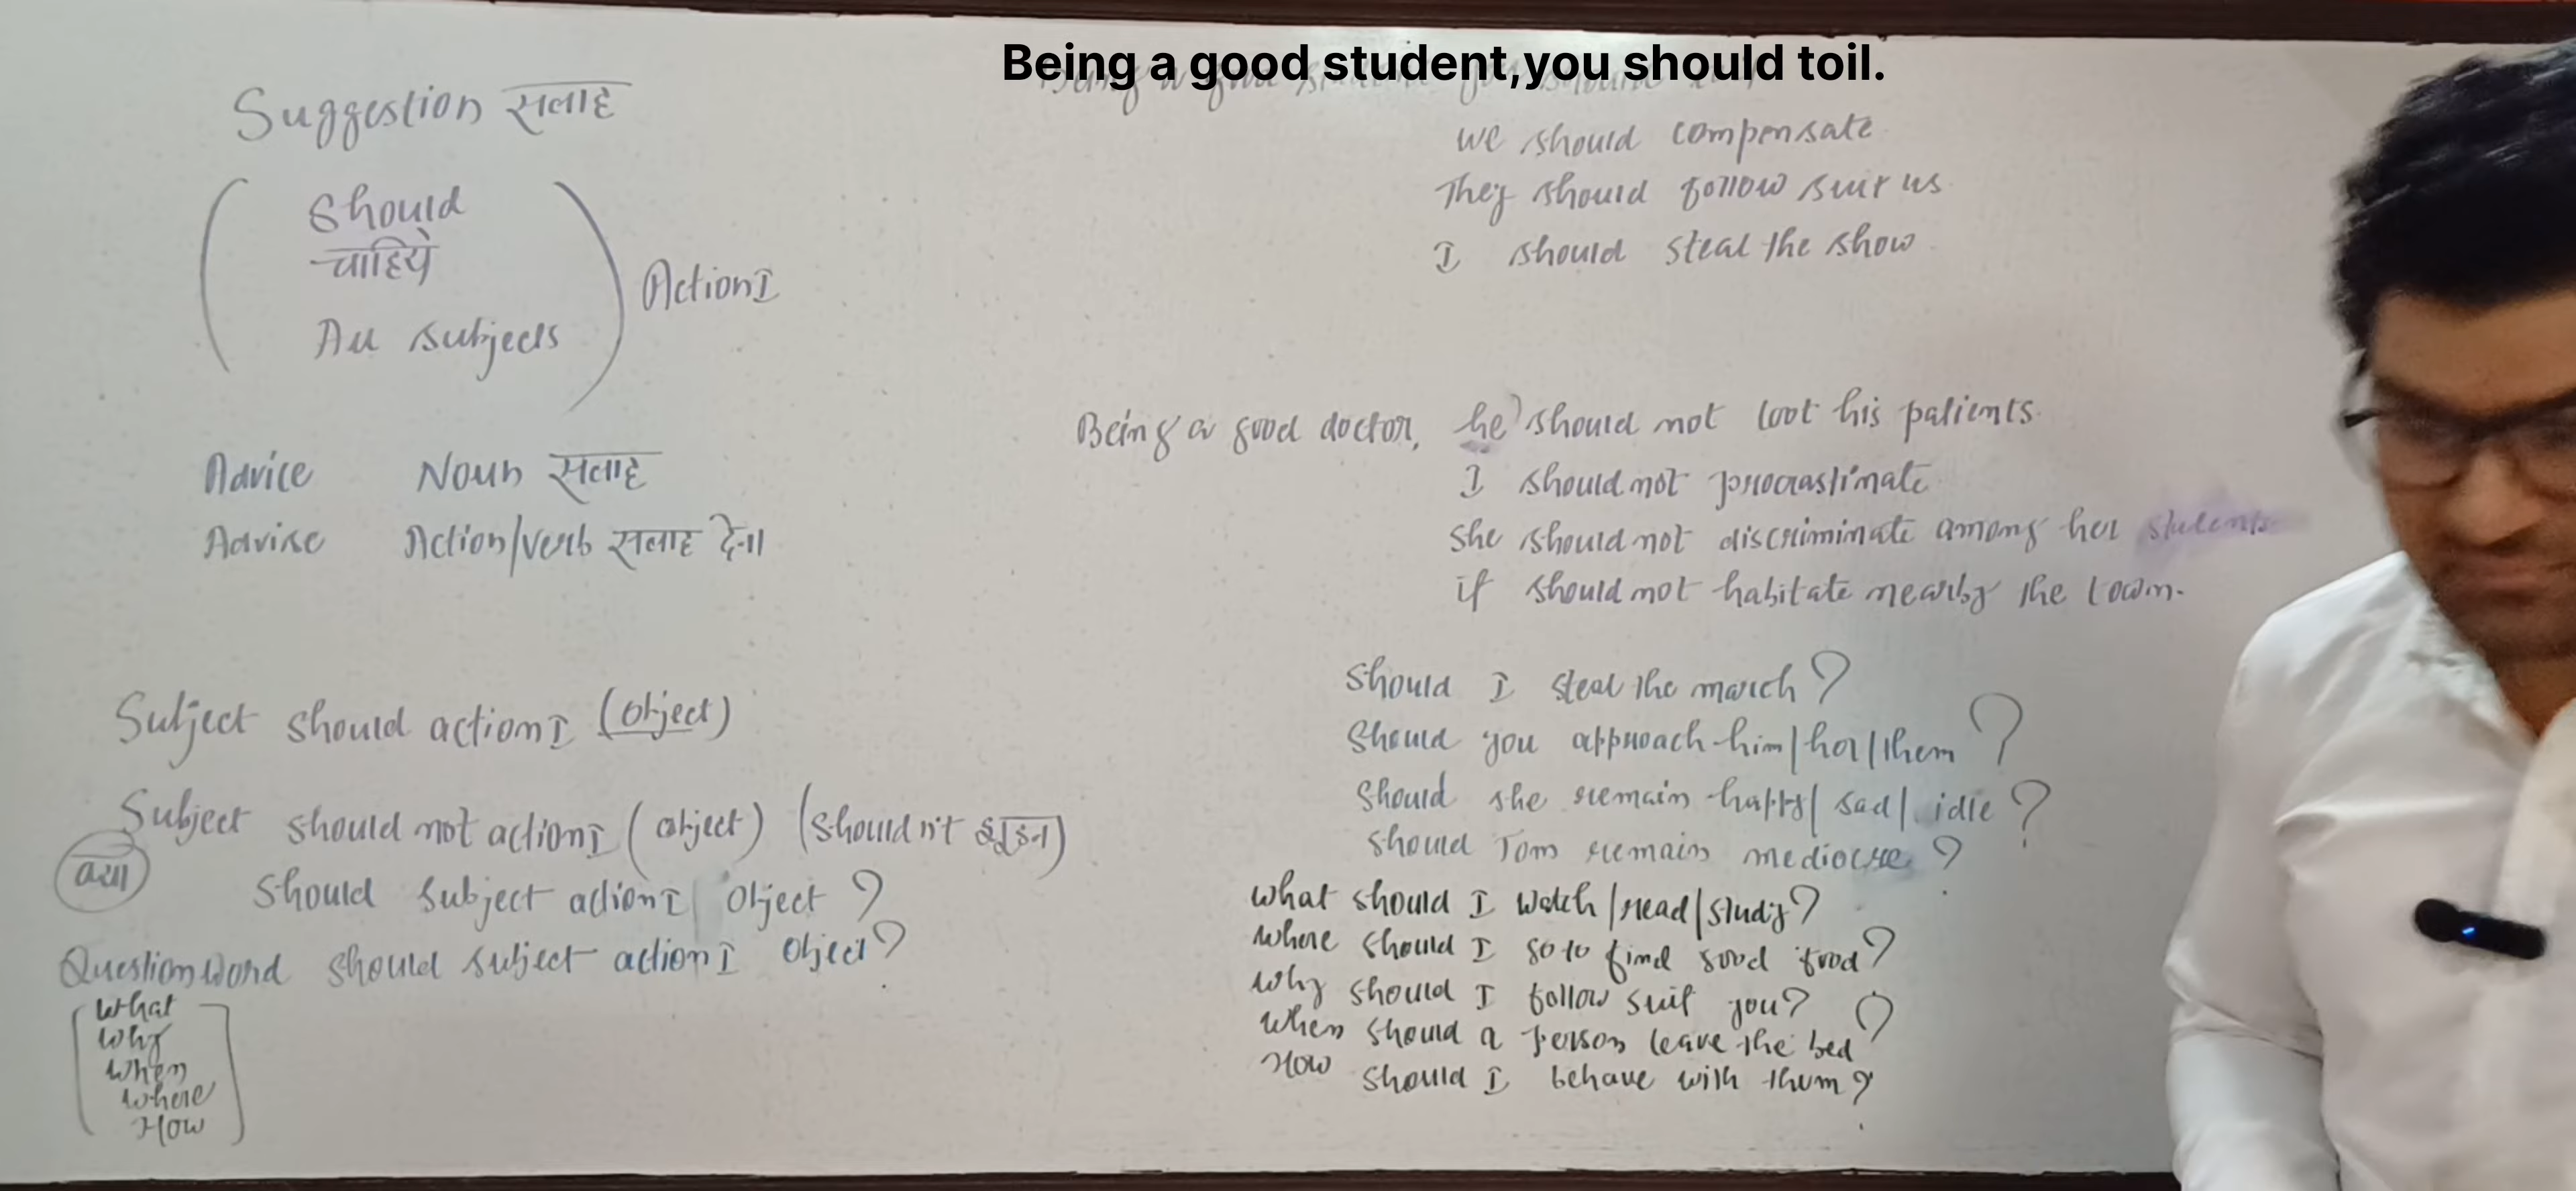 Being a good student,you should toil.
Suggestion सलाह
Should
चाहिये
All subjects
Action I
Advice Noun सलाह
Advise Action/verb सलाह देना
Subject should action I (object)
Subject should not action I (object) (shouldn't शुडन)
क्या should subject action I object ?
Question word should subject action I object ?
What
Why
When
Where
How
we should compensate
They should follow suit us
I should steal the show
Being a good doctor, he should not loot his patients
I should not procrastinate
she should not discriminate among her students
it should not habitate nearby the town.
should I steal the march ?
should you approach him/her/them ?
should she remain happy/sad/idle ?
should Tom remain mediocre ?
what should I watch/read/study ?
where should I go to find good food ?
why should I follow suit you ?
when should a person leave the bed ?
How should I behave with them ?